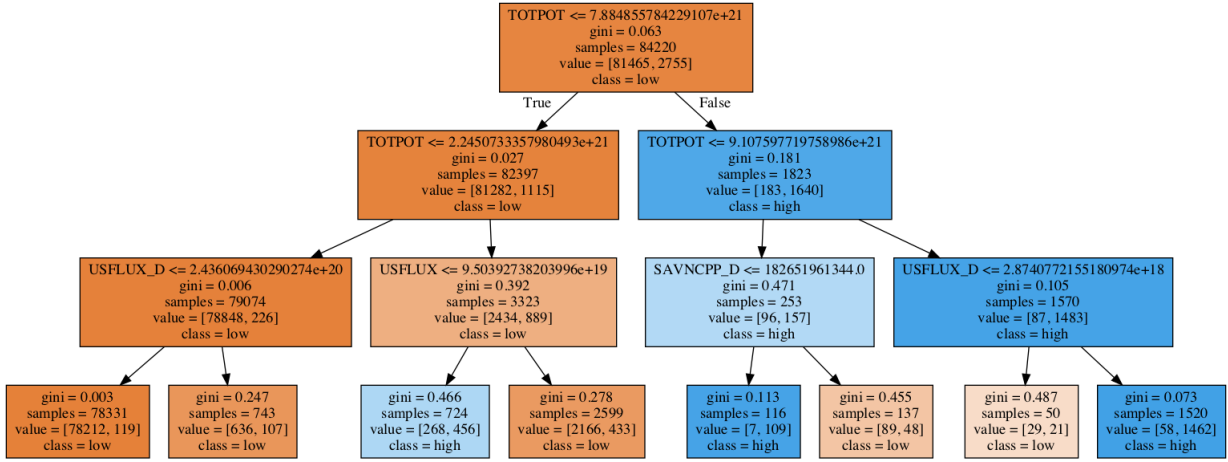 TOTPOT <= 7.884855784229107e+21
gini = 0.063
samples = 84220
value = [81465, 2755]
class = low
True
False
TOTPOT <= 2.2450733357980493e+21
gini = 0.027
samples = 82397
value = [81282, 1115]
class = low
TOTPOT <= 9.107597719758986e+21
gini = 0.181
samples = 1823
value = [183, 1640]
class = high
USFLUX_D <= 2.436069430290274e+20
gini = 0.006
samples = 79074
value = [78848, 226]
class = low
USFLUX <= 9.50392738203996e+19
gini = 0.392
samples = 3323
value = [2434, 889]
class = low
SAVNCPP_D <= 182651961344.0
gini = 0.471
samples = 253
value = [96, 157]
class = high
USFLUX_D <= 2.8740772155180974e+18
gini = 0.105
samples = 1570
value = [87, 1483]
class = high
gini = 0.003
samples = 78331
value = [78212, 119]
class = low
gini = 0.247
samples = 743
value = [636, 107]
class = low
gini = 0.466
samples = 724
value = [268, 456]
class = high
gini = 0.278
samples = 2599
value = [2166, 433]
class = low
gini = 0.113
samples = 116
value = [7, 109]
class = high
gini = 0.455
samples = 137
value = [89, 48]
class = low
gini = 0.487
samples = 50
value = [29, 21]
class = low
gini = 0.073
samples = 1520
value = [58, 1462]
class = high